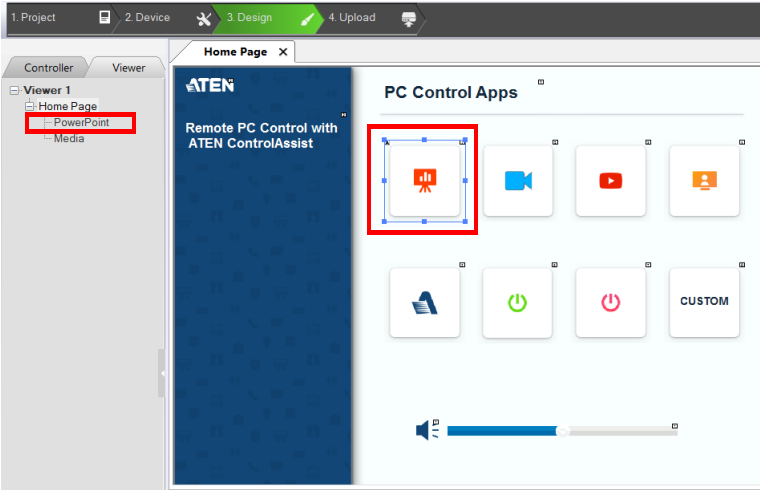 1. Project
2. Device
3. Design
4. Upload
Home Page
Controller
Viewer
Viewer 1
Home Page
PowerPoint
Media
ATEN
Remote PC Control with
ATEN ControlAssist
PC Control Apps
CUSTOM